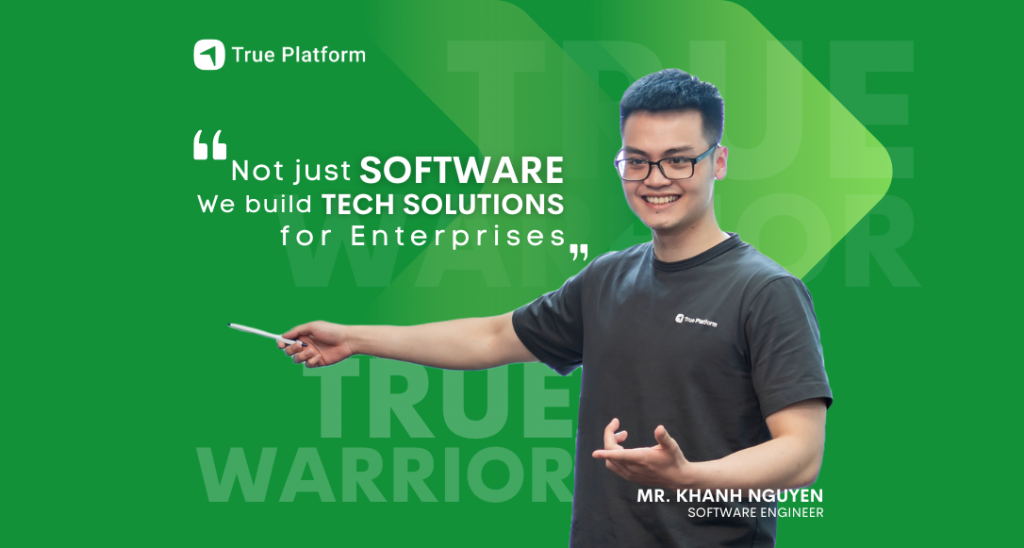 True Platform
TRUE
WARRIOR
“Not just SOFTWARE
We build TECH SOLUTIONS
for Enterprises”
True Platform
TRUE
WARRIOR
MR. KHANH NGUYEN
SOFTWARE ENGINEER